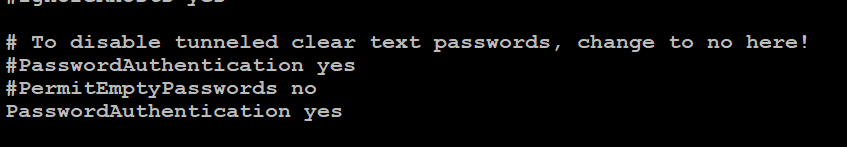 # To disable tunneled clear text passwords, change to no here!
#PasswordAuthentication yes
#PermitEmptyPasswords no
PasswordAuthentication yes